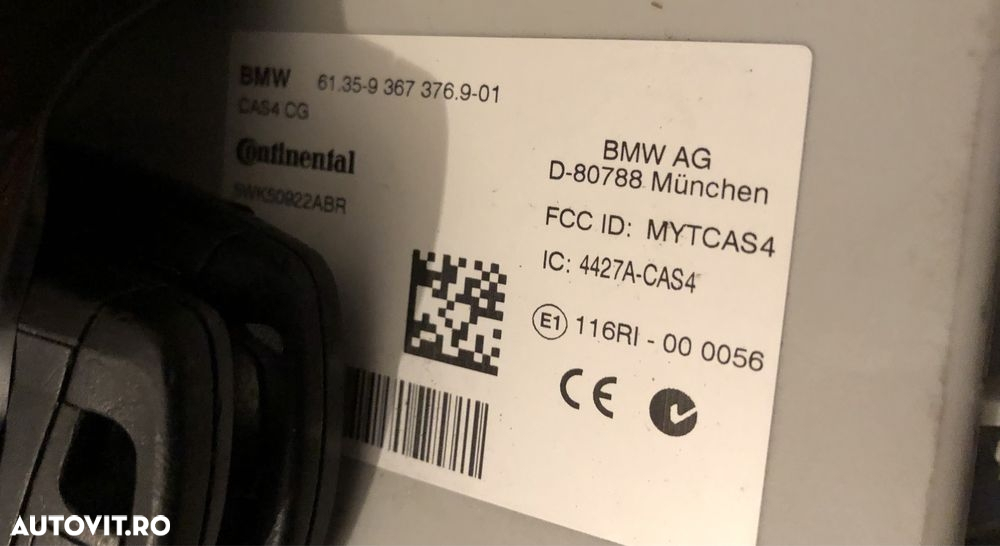 BMW 61.35-9 367 376.9-01
CAS4 CG
Continental
5WK50922ABR
BMW AG
D-80788 München
FCC ID: MYTCAS4
IC: 4427A-CAS4
E1 116RI - 00 0056
CE
AUTOVIT.RO